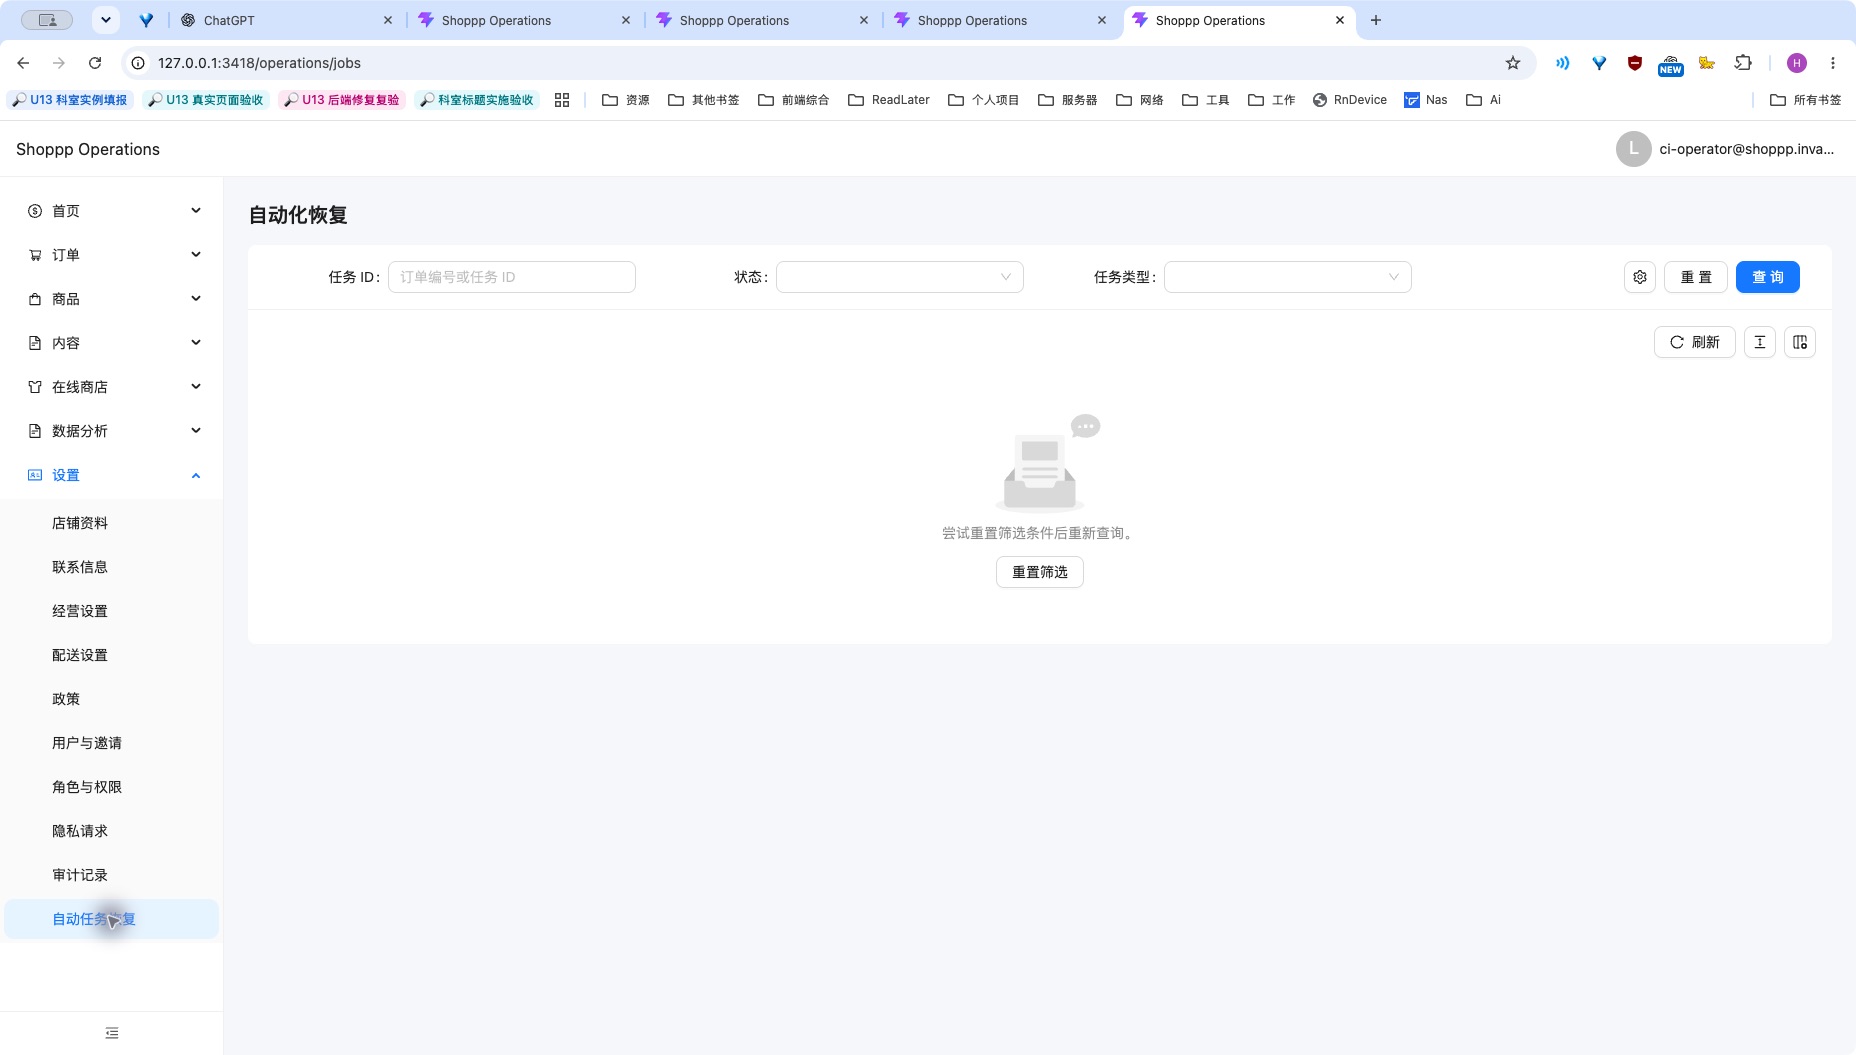 ChatGPT
Shoppp Operations
Shoppp Operations
Shoppp Operations
Shoppp Operations
127.0.0.1:3418/operations/jobs
NEW
H
U13 科室实例填报
U13 真实页面验收
U13 后端修复复验
科室标题实施验收
资源
其他书签
前端综合
ReadLater
个人项目
服务器
网络
工具
工作
RnDevice
Nas
Ai
所有书签
Shoppp Operations
L
ci-operator@shoppp.inva...
首页
订单
商品
内容
在线商店
数据分析
设置
店铺资料
联系信息
经营设置
配送设置
政策
用户与邀请
角色与权限
隐私请求
审计记录
自动任务恢复
自动化恢复
任务 ID:
订单编号或任务 ID
状态:
任务类型:
重 置
查 询
刷新
尝试重置筛选条件后重新查询。
重置筛选